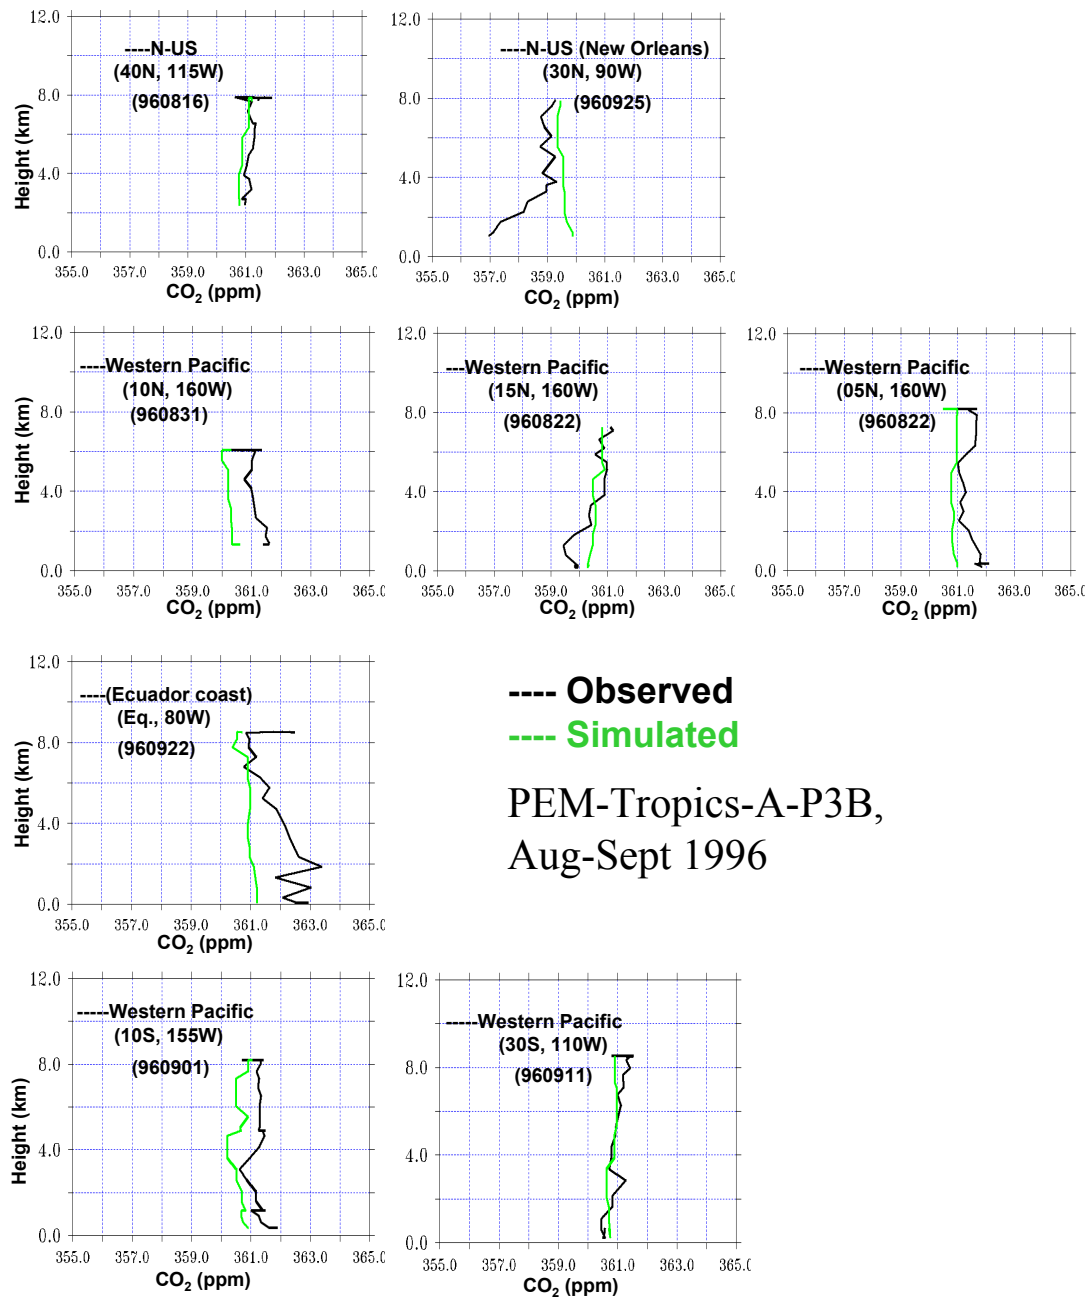 12.0
----N-US
(40N, 115W)
(960816)
8.0
4.0
0.0
Height (km)
355.0 357.0 359.0 361.0 363.0 365.0
CO2 (ppm)
12.0
----N-US (New Orleans)
(30N, 90W)
(960925)
8.0
4.0
0.0
355.0 357.0 359.0 361.0 363.0 365.0
CO2 (ppm)
12.0
----Western Pacific
(10N, 160W)
(960831)
8.0
4.0
0.0
Height (km)
355.0 357.0 359.0 361.0 363.0 365.0
CO2 (ppm)
12.0
----Western Pacific
(15N, 160W)
(960822)
8.0
4.0
0.0
355.0 357.0 359.0 361.0 363.0 365.0
CO2 (ppm)
12.0
----Western Pacific
(05N, 160W)
(960822)
8.0
4.0
0.0
355.0 357.0 359.0 361.0 363.0 365.0
CO2 (ppm)
12.0
----(Ecuador coast)
(Eq., 80W)
(960922)
8.0
4.0
0.0
Height (km)
355.0 357.0 359.0 361.0 363.0 365.0
CO2 (ppm)
---- Observed
---- Simulated
PEM-Tropics-A-P3B,
Aug-Sept 1996
12.0
-----Western Pacific
(10S, 155W)
(960901)
8.0
4.0
0.0
Height (km)
355.0 357.0 359.0 361.0 363.0 365.0
CO2 (ppm)
12.0
-----Western Pacific
(30S, 110W)
(960911)
8.0
4.0
0.0
355.0 357.0 359.0 361.0 363.0 365.0
CO2 (ppm)